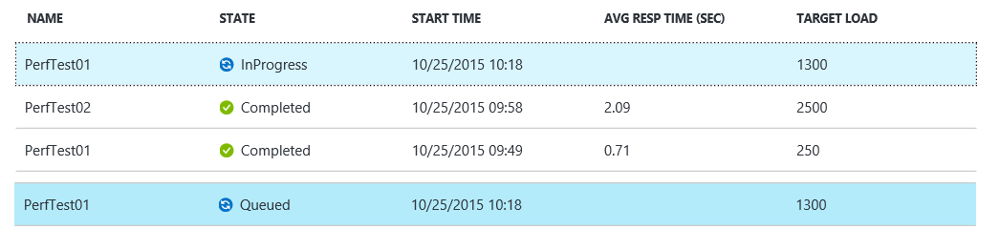 NAME STATE START TIME AVG RESP TIME (SEC) TARGET LOAD
PerfTest01 InProgress 10/25/2015 10:18 1300
PerfTest02 Completed 10/25/2015 09:58 2.09 2500
PerfTest01 Completed 10/25/2015 09:49 0.71 250
PerfTest01 Queued 10/25/2015 10:18 1300